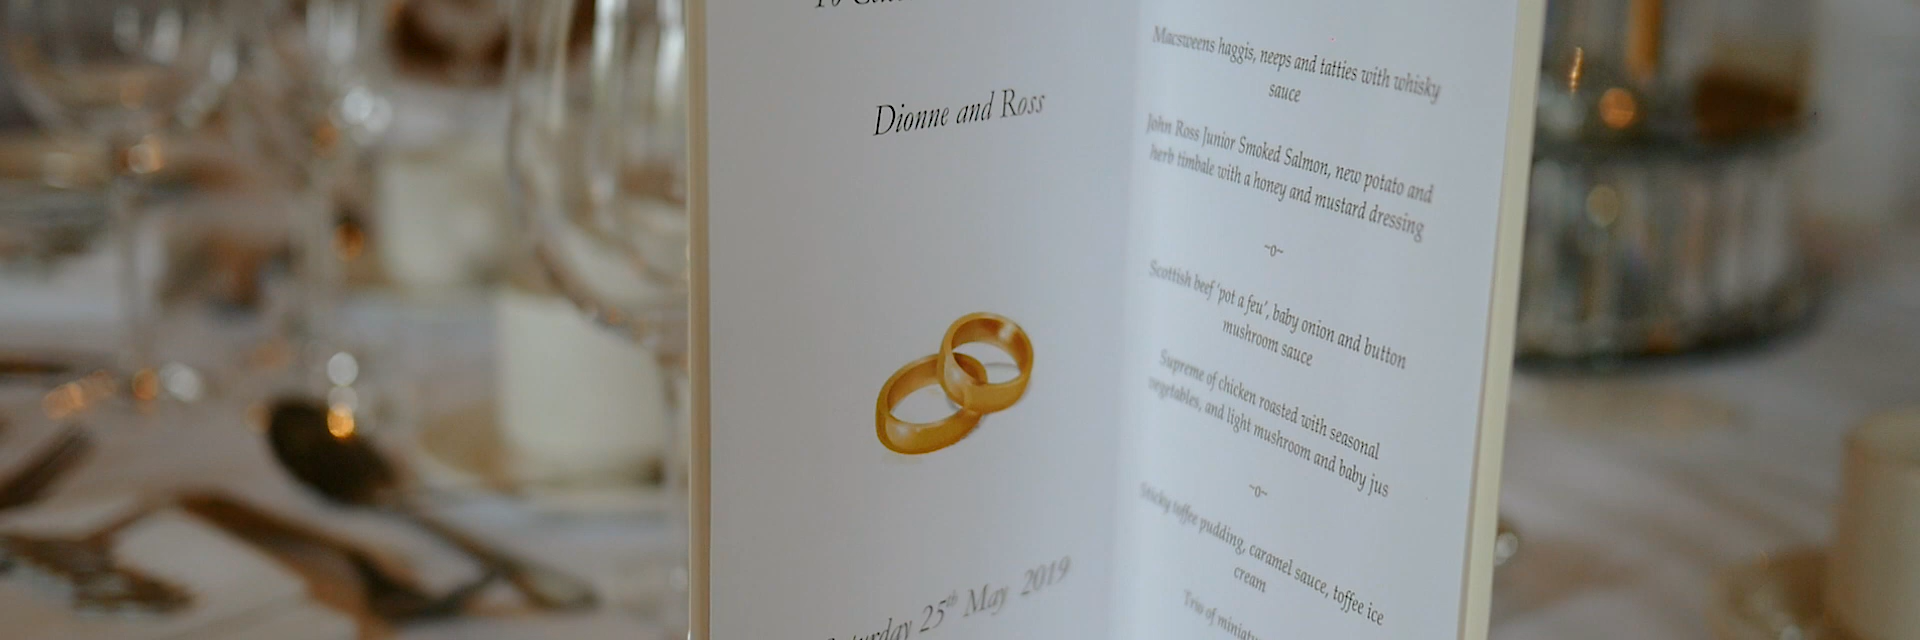 To
Dionne and Ross
Saturday 25th May 2019
Macsweens haggis, neeps and tatties with whisky
sauce
John Ross Junior Smoked Salmon, new potato and
herb timbale with a honey and mustard dressing
~o~
Scottish beef 'pot a feu', baby onion and button
mushroom sauce
Supreme of chicken roasted with seasonal
vegetables, and light mushroom and baby jus
~o~
Sticky toffee pudding, caramel sauce, toffee ice
cream
Trio of